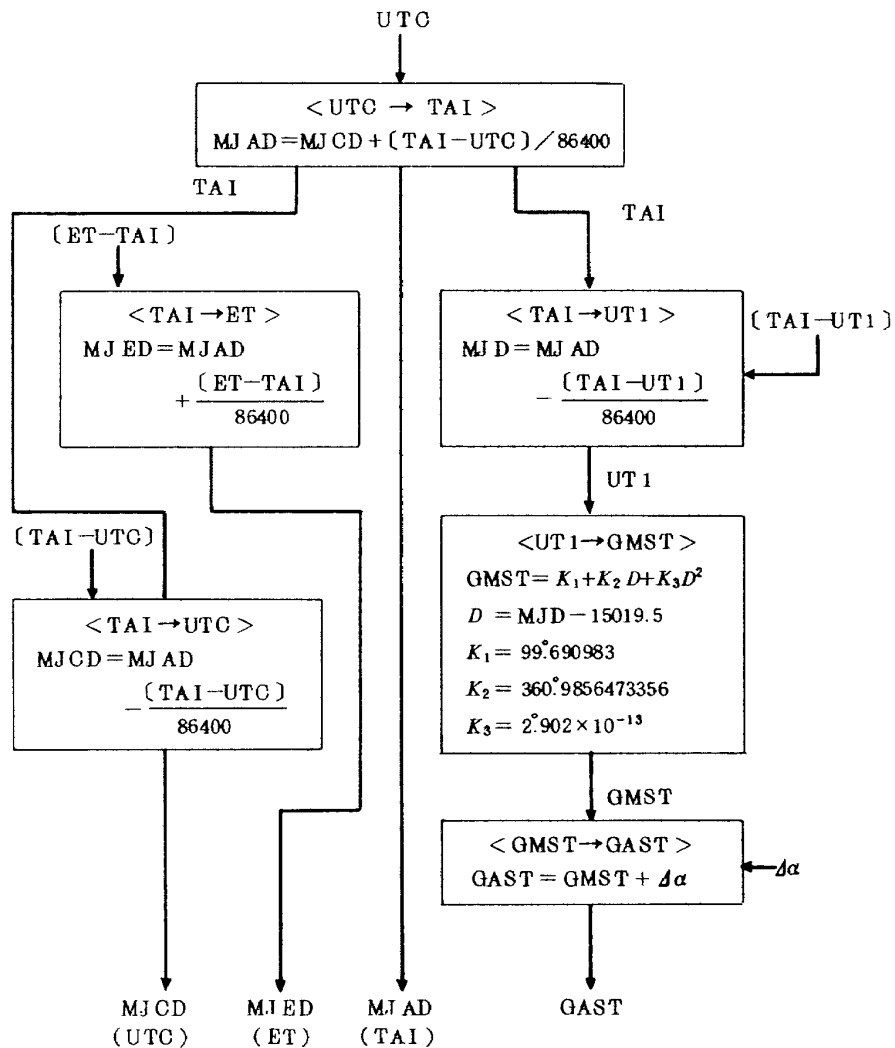 UTC
<UTC → TAI>
MJAD=MJCD+(TAI-UTC)/86400
TAI
TAI
(ET-TAI)
<TAI→ET>
MJED=MJAD
+ (ET-TAI)
86400
<TAI→UT1>
MJD=MJAD
- (TAI-UT1)
86400
(TAI-UT1)
UT1
(TAI-UTC)
<TAI→UTC>
MJCD=MJAD
- (TAI-UTC)
86400
<UT1→GMST>
GMST= K₁+K₂D+K₃D²
D = MJD-15019.5
K₁= 99°.690983
K₂= 360°.9856473356
K₃= 2°.902×10⁻¹³
GMST
<GMST→GAST>
GAST=GMST+Δα
Δα
MJCD
(UTC)
MJED
(ET)
MJAD
(TAI)
GAST